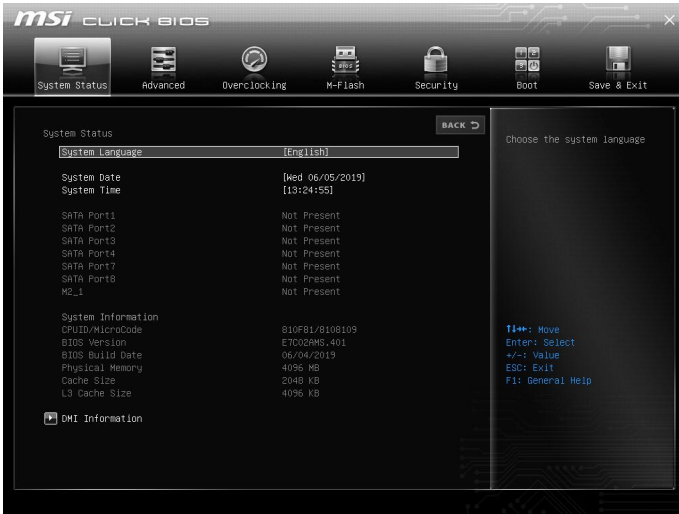 msi CLICK BIOS
System Status Advanced Overclocking M-Flash Security Boot Save & Exit
System Status
BACK
System Language [English]
System Date [Wed 06/05/2019]
System Time [13:24:55]
SATA Port1 Not Present
SATA Port2 Not Present
SATA Port3 Not Present
SATA Port4 Not Present
SATA Port7 Not Present
SATA Port8 Not Present
M2_1 Not Present
System Information
CPUID/MicroCode 810F81/8108109
BIOS Version E7C02AMS.401
BIOS Build Date 06/04/2019
Physical Memory 4096 MB
Cache Size 2048 KB
L3 Cache Size 4096 KB
DMI Information
Choose the system language
↑↓→←: Move
Enter: Select
+/-: Value
ESC: Exit
F1: General Help